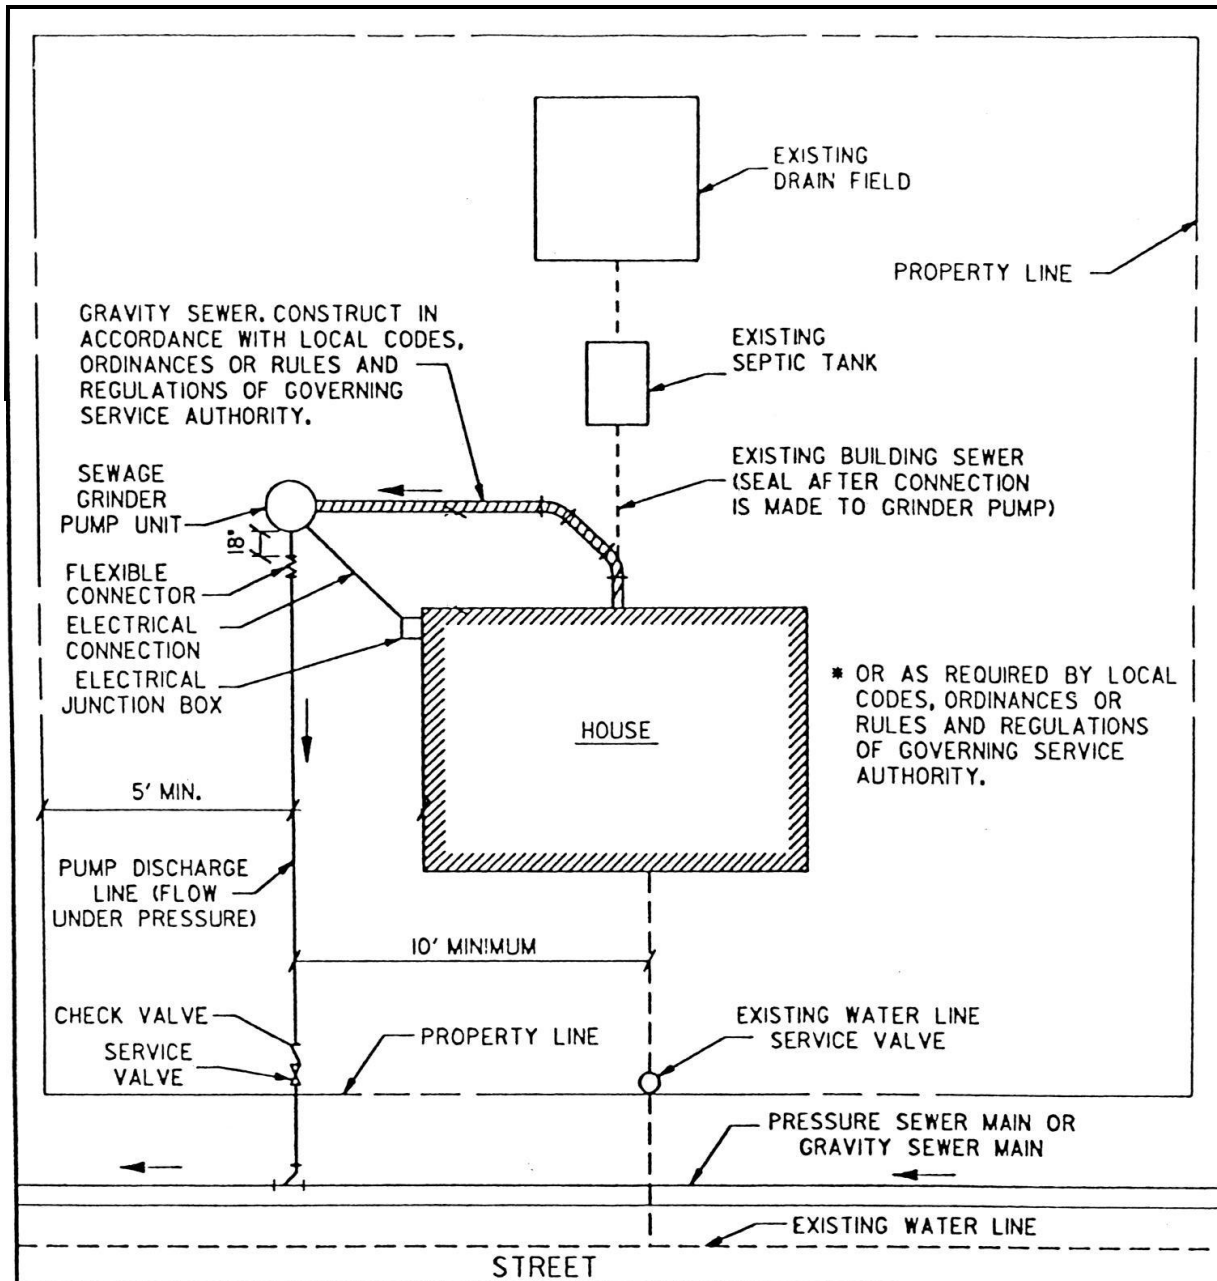 EXISTING
DRAIN FIELD
PROPERTY LINE
GRAVITY SEWER. CONSTRUCT IN
ACCORDANCE WITH LOCAL CODES,
ORDINANCES OR RULES AND
REGULATIONS OF GOVERNING
SERVICE AUTHORITY.
EXISTING
SEPTIC TANK
SEWAGE
GRINDER
PUMP UNIT
EXISTING BUILDING SEWER
(SEAL AFTER CONNECTION
IS MADE TO GRINDER PUMP)
18"
FLEXIBLE
CONNECTOR
ELECTRICAL
CONNECTION
ELECTRICAL
JUNCTION BOX
HOUSE
* OR AS REQUIRED BY LOCAL
CODES, ORDINANCES OR
RULES AND REGULATIONS
OF GOVERNING SERVICE
AUTHORITY.
5' MIN.
PUMP DISCHARGE
LINE (FLOW
UNDER PRESSURE)
10' MINIMUM
CHECK VALVE
SERVICE
VALVE
PROPERTY LINE
EXISTING WATER LINE
SERVICE VALVE
PRESSURE SEWER MAIN OR
GRAVITY SEWER MAIN
EXISTING WATER LINE
STREET